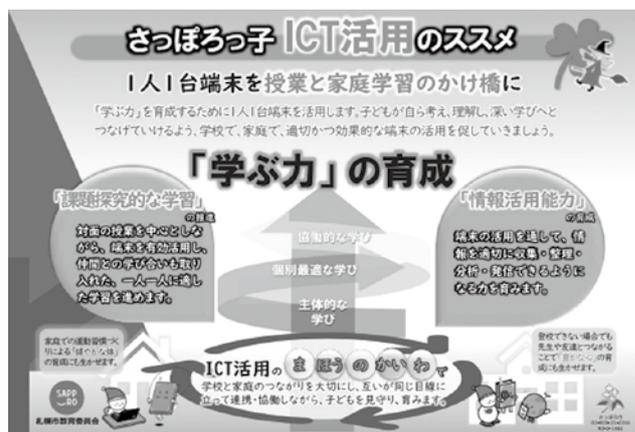 さっぽろっ子 ICT活用のススメ
1人1台端末を授業と家庭学習のかけ橋に
「学ぶ力」を育成するために1人1台端末を活用します。子どもが自ら考え、理解し、深い学びへと
つなげていけるよう、学校で、家庭で、適切かつ効果的な端末の活用を促していきましょう。
「学ぶ力」の育成
「課題探究的な学習」
の推進
対面の授業を中心としな
がら、端末を有効活用し、
仲間との学び合いも取り
入れた、一人一人に適し
た学習を進めます。
「情報活用能力」
の育成
端末の活用を通して、情
報を適切に収集・整理・
分析・発信できるように
なる力を育みます。
協働的な学び
個別最適な学び
主体的な
学び
家庭での運動習慣づく
りによる「健やかな体」
の育成にも生かせます。
登校できない場合でも
先生や友達とつながる
ことで「豊かな心」の育
成にも生かせます。
ICT活用の まほうのかいわ で
学校と家庭のつながりを大切にし、互いが同じ目線に
立って連携・協働しながら、子どもを見守り、育みます。
SAPP
RO
札幌市教育委員会